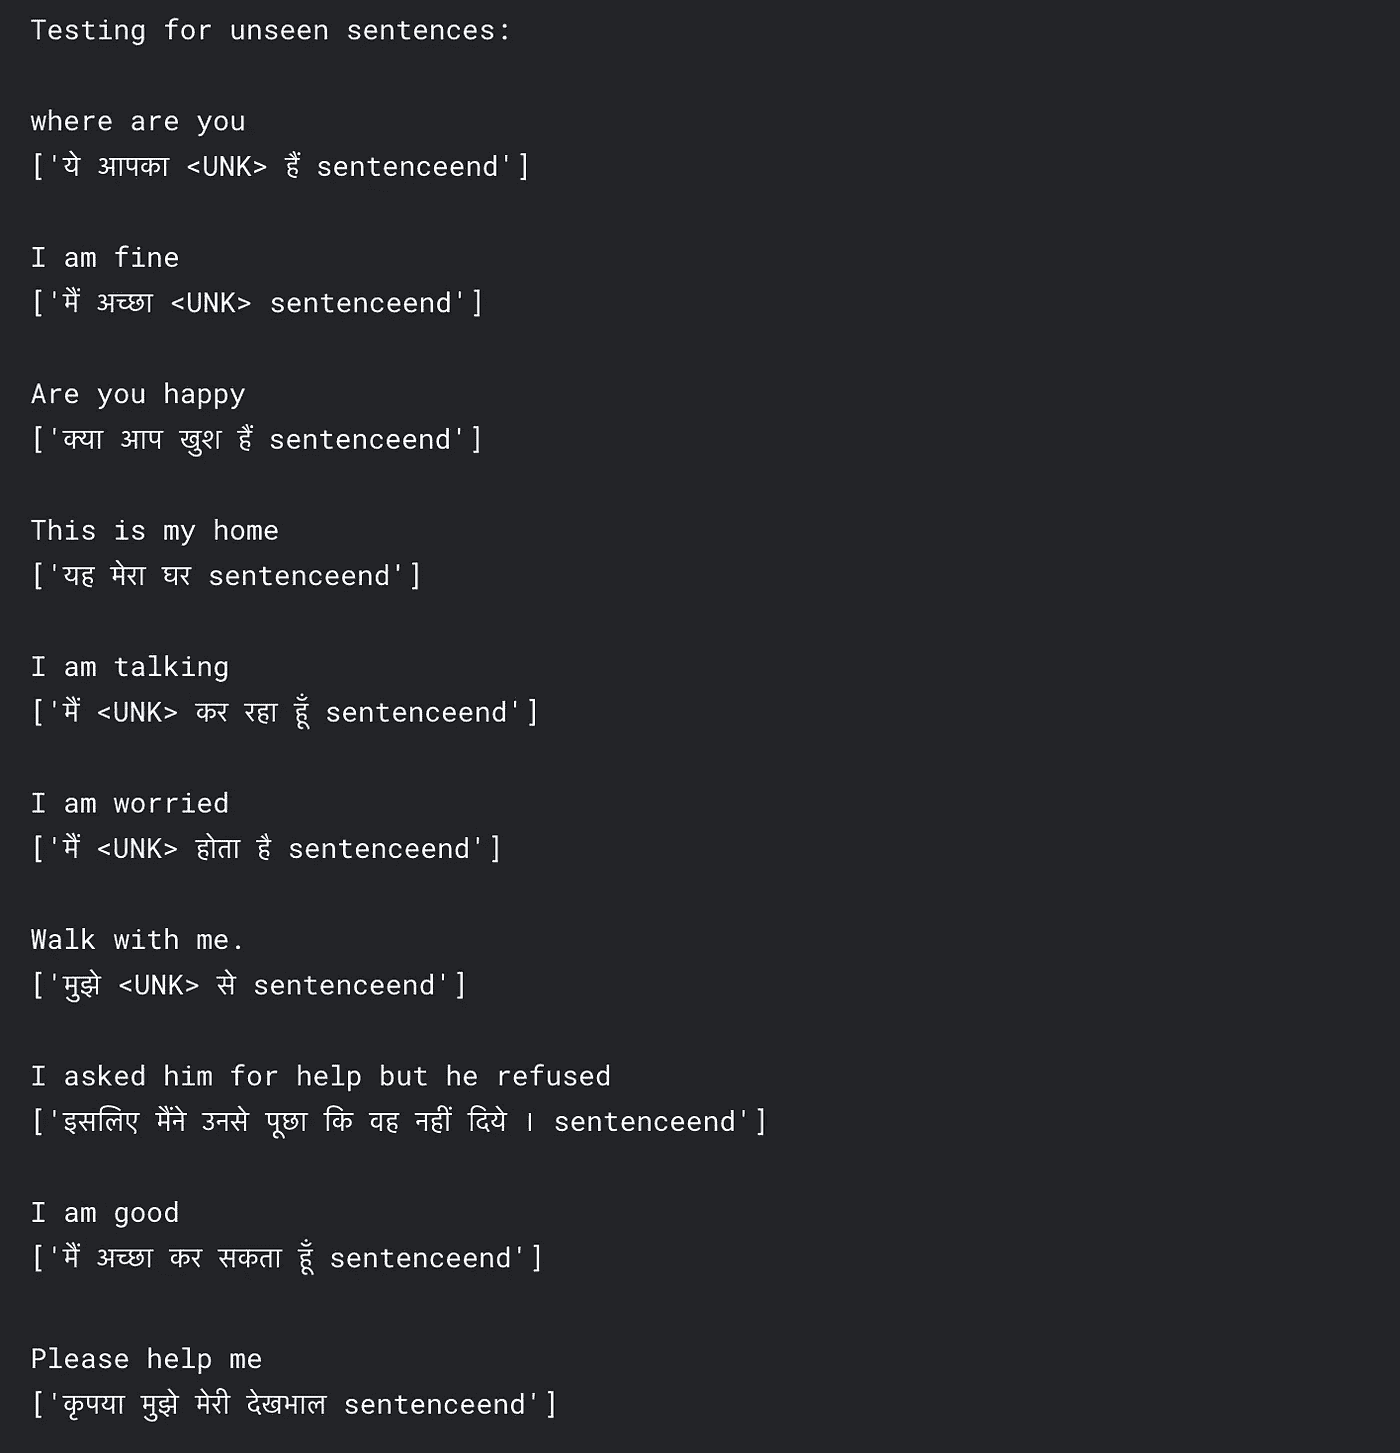 Testing for unseen sentences:
where are you
['ये आपका <UNK> हैं sentenceend']
I am fine
['मैं अच्छा <UNK> sentenceend']
Are you happy
['क्या आप खुश हैं sentenceend']
This is my home
['यह मेरा घर sentenceend']
I am talking
['मैं <UNK> कर रहा हूँ sentenceend']
I am worried
['मैं <UNK> होता है sentenceend']
Walk with me.
['मुझे <UNK> से sentenceend']
I asked him for help but he refused
['इसलिए मैंने उनसे पूछा कि वह नहीं दिये । sentenceend']
I am good
['मैं अच्छा कर सकता हूँ sentenceend']
Please help me
['कृपया मुझे मेरी देखभाल sentenceend']